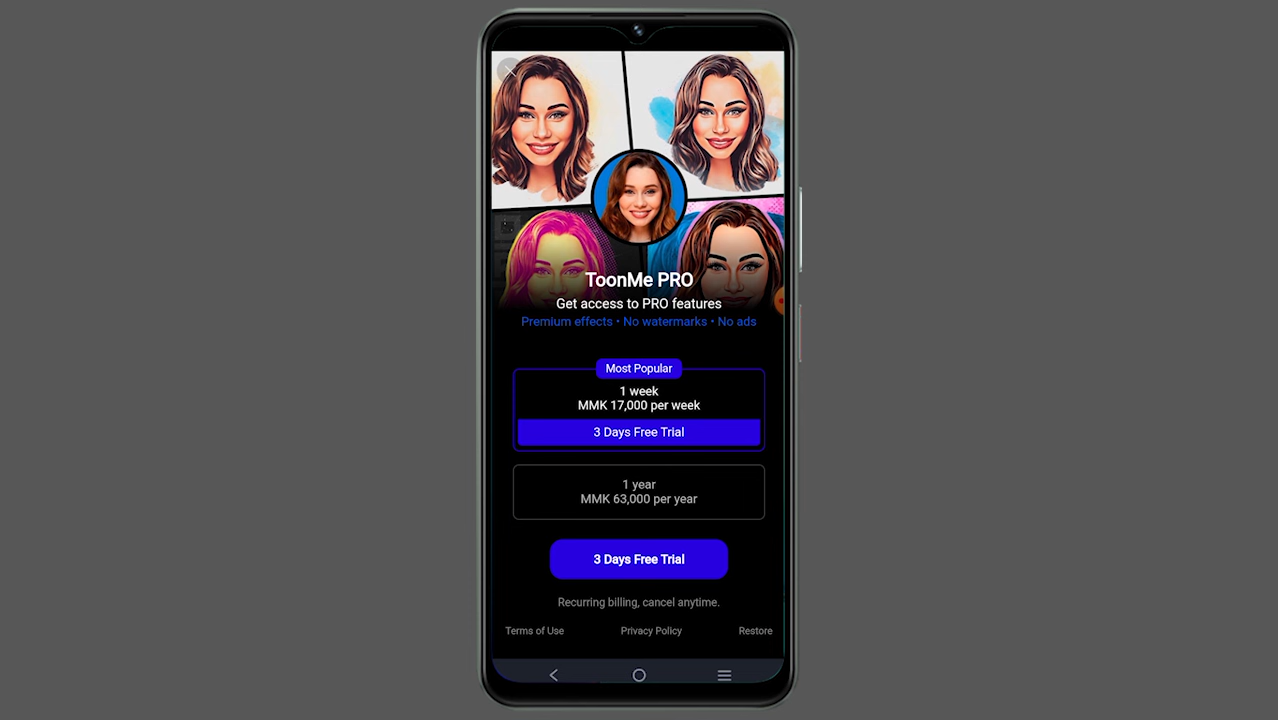 ToonMe PRO
Get access to PRO features
Premium effects • No watermarks • No ads
Most Popular
1 week
MMK 17,000 per week
3 Days Free Trial
1 year
MMK 63,000 per year
3 Days Free Trial
Recurring billing, cancel anytime.
Terms of Use Privacy Policy Restore